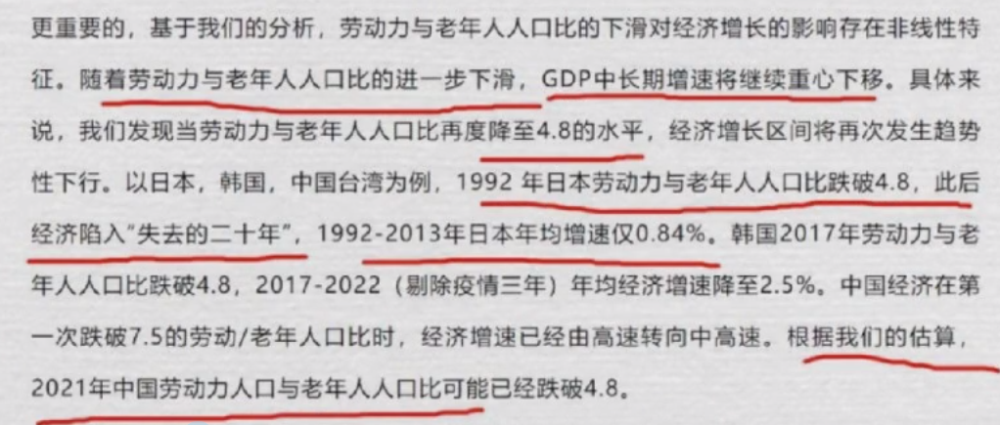 更重要的，基于我们的分析，劳动力与老年人人口比的下滑对经济增长的影响存在非线性特
征。随着劳动力与老年人人口比的进一步下滑，GDP中长期增速将继续重心下移。具体来
说，我们发现当劳动力与老年人人口比再度降至4.8的水平，经济增长区间将再次发生趋势
性下行。以日本，韩国，中国台湾为例，1992 年日本劳动力与老年人人口比跌破4.8，此后
经济陷入“失去的二十年”，1992-2013年日本年均增速仅0.84%。韩国2017年劳动力与老
年人人口比跌破4.8，2017-2022（剔除疫情三年）年均经济增速降至2.5%。中国经济在第
一次跌破7.5的劳动/老年人口比时，经济增速已经由高速转向中高速。根据我们的估算，
2021年中国劳动力人口与老年人人口比可能已经跌破4.8。